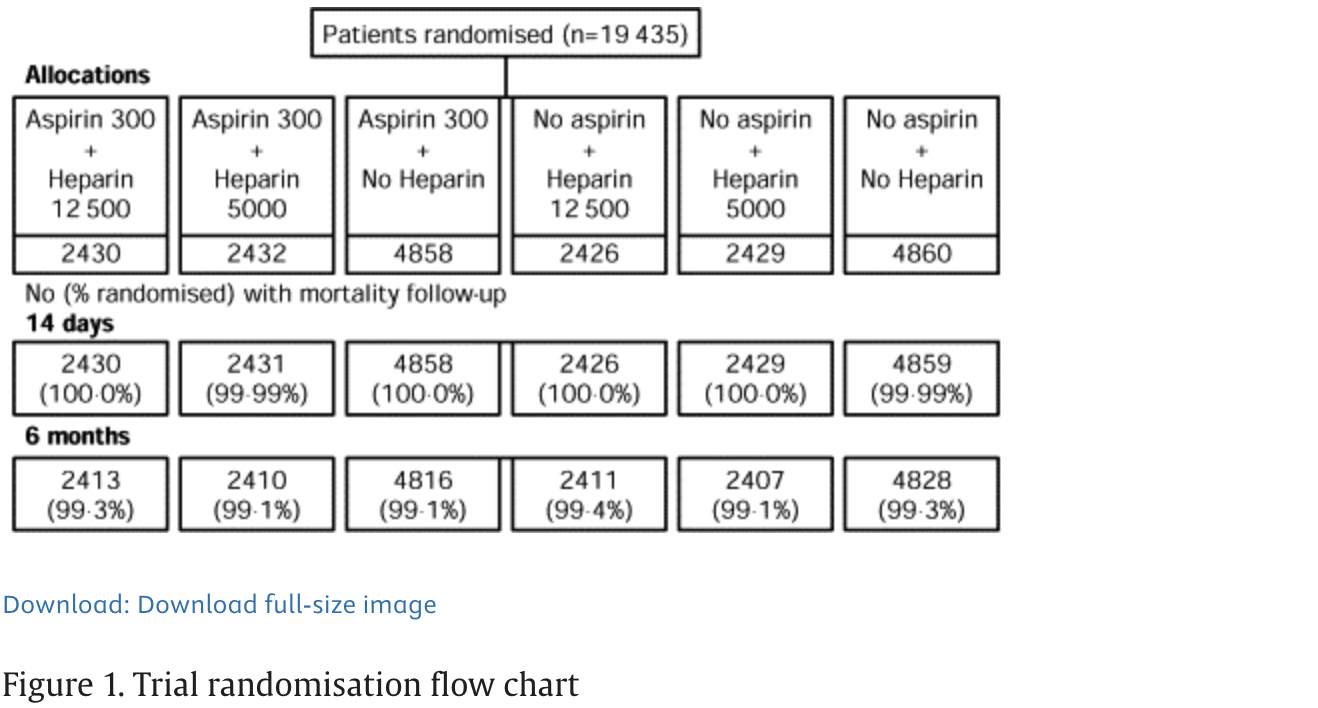 Patients randomised (n=19 435)
Allocations
Aspirin 300
+
Heparin
12 500
2430
Aspirin 300
+
Heparin
5000
2432
Aspirin 300
+
No Heparin
4858
No aspirin
+
Heparin
12 500
2426
No aspirin
+
Heparin
5000
2429
No aspirin
+
No Heparin
4860
No (% randomised) with mortality follow-up
14 days
2430
(100·0%)
2431
(99·99%)
4858
(100·0%)
2426
(100·0%)
2429
(100·0%)
4859
(99·99%)
6 months
2413
(99·3%)
2410
(99·1%)
4816
(99·1%)
2411
(99·4%)
2407
(99·1%)
4828
(99·3%)
Download: Download full-size image
Figure 1. Trial randomisation flow chart